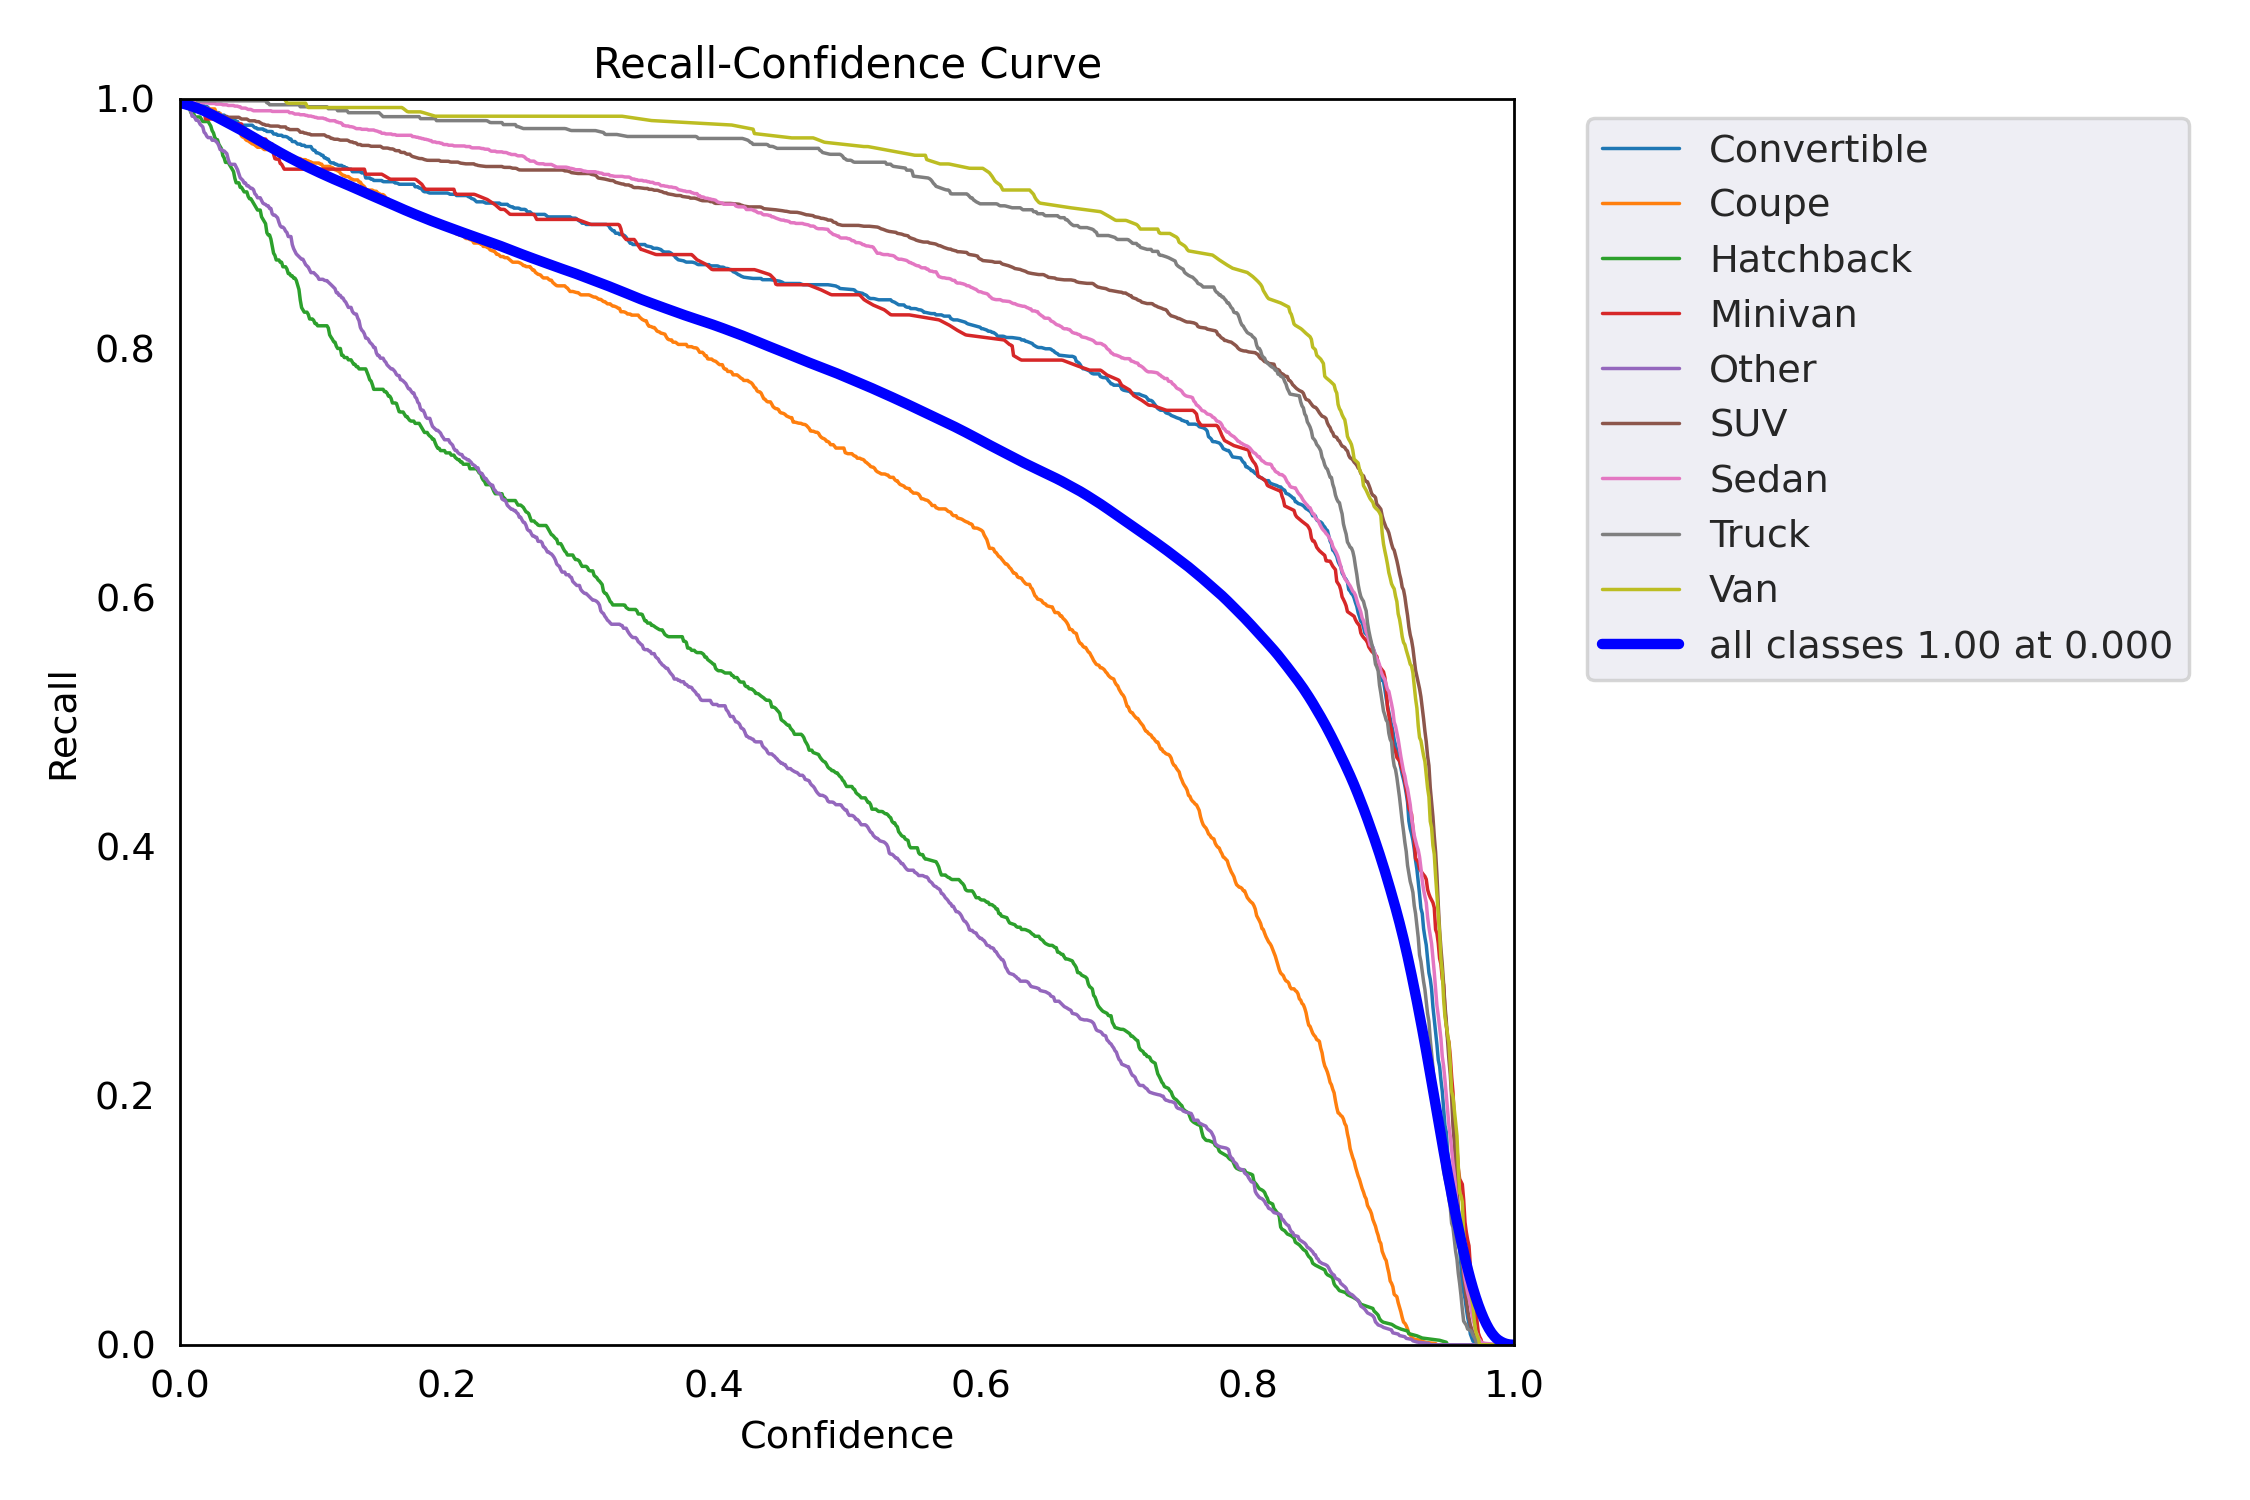 Recall-Confidence Curve
1.0
0.8
0.6
0.4
0.2
0.0
Recall
0.0 0.2 0.4 0.6 0.8 1.0
Confidence
Convertible
Coupe
Hatchback
Minivan
Other
SUV
Sedan
Truck
Van
all classes 1.00 at 0.000